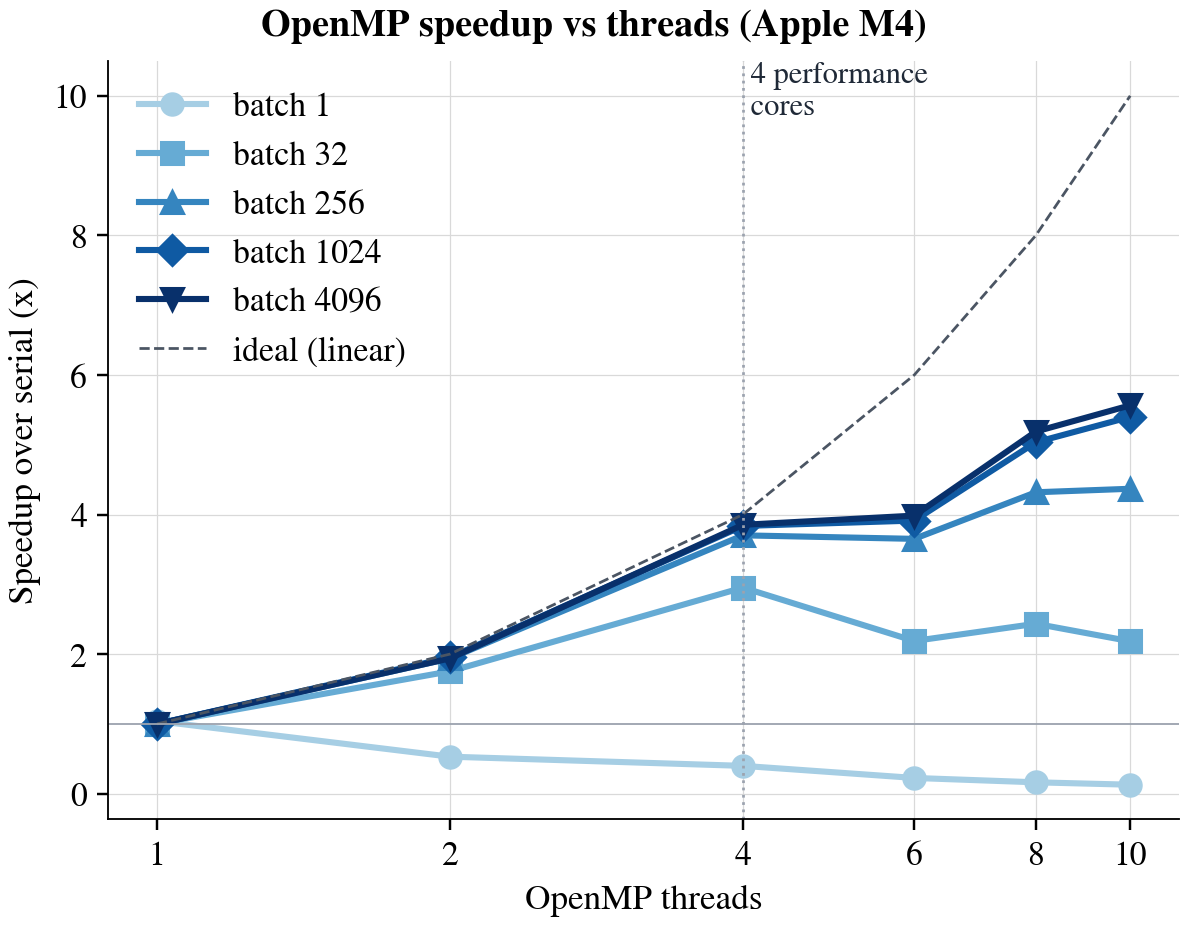 OpenMP speedup vs threads (Apple M4)
4 performance
cores
batch 1
batch 32
batch 256
batch 1024
batch 4096
ideal (linear)
Speedup over serial (x)
10
8
6
4
2
0
1
2
4
6
8
10
OpenMP threads